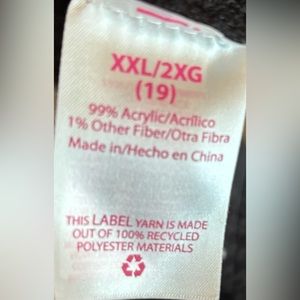 XXL/2XG
(19)
99% Acrylic/Acrílico
1% Other Fiber/Otra Fibra
Made in/Hecho en China
THIS LABEL YARN IS MADE
OUT OF 100% RECYCLED
POLYESTER MATERIALS